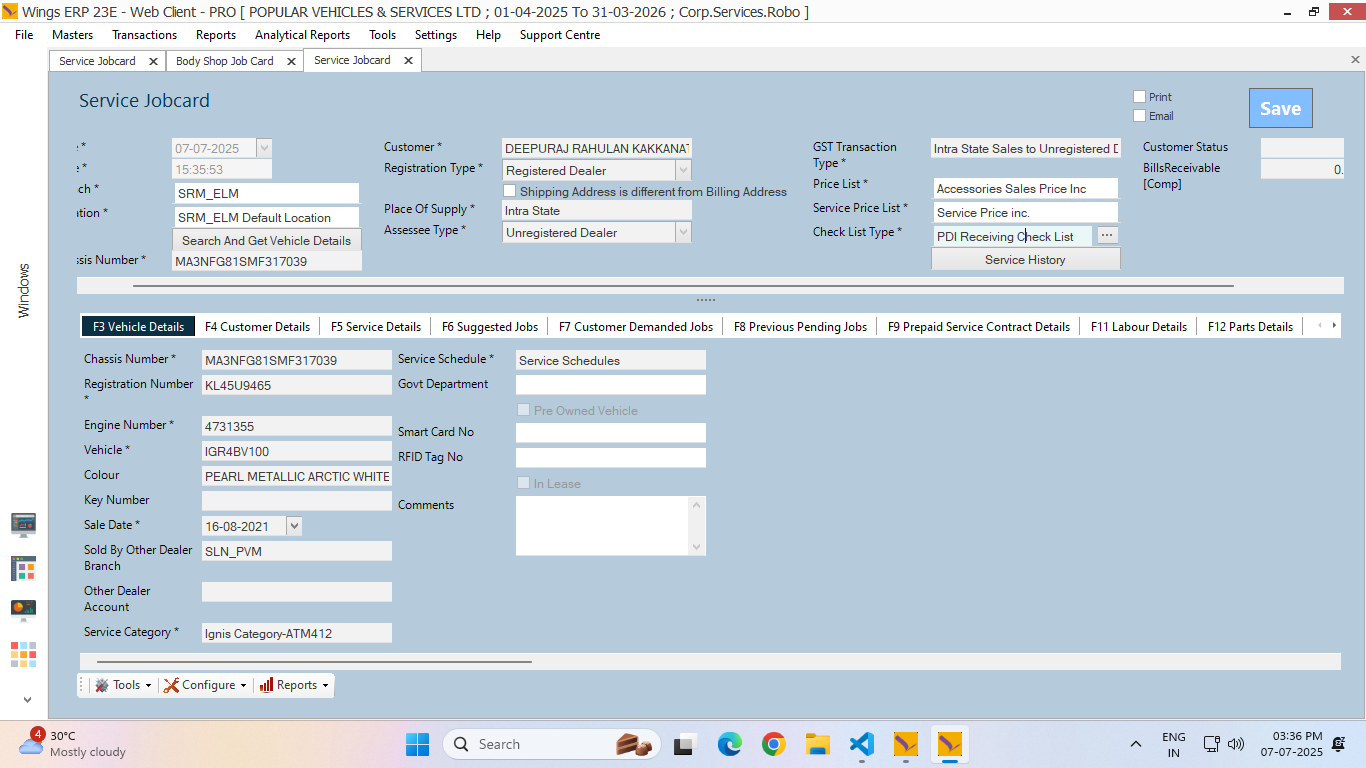 Wings ERP 23E - Web Client - PRO [ POPULAR VEHICLES & SERVICES LTD ; 01-04-2025 To 31-03-2026 ; Corp.Services.Robo ]
File Masters Transactions Reports Analytical Reports Tools Settings Help Support Centre
Service Jobcard Body Shop Job Card Service Jobcard
Service Jobcard
Print
Email
Save
07-07-2025
15:35:53
SRM_ELM
SRM_ELM Default Location
Search And Get Vehicle Details
ssis Number * MA3NFG81SMF317039
Customer * DEEPURAJ RAHULAN KAKKANAT
Registration Type * Registered Dealer
Shipping Address is different from Billing Address
Place Of Supply * Intra State
Assessee Type * Unregistered Dealer
GST Transaction Type * Intra State Sales to Unregistered D
Price List * Accessories Sales Price Inc
Service Price List * Service Price inc.
Check List Type * PDI Receiving Check List ...
Service History
Customer Status
BillsReceivable [Comp] 0.
Windows
F3 Vehicle Details F4 Customer Details F5 Service Details F6 Suggested Jobs F7 Customer Demanded Jobs F8 Previous Pending Jobs F9 Prepaid Service Contract Details F11 Labour Details F12 Parts Details
Chassis Number * MA3NFG81SMF317039
Registration Number * KL45U9465
Engine Number * 4731355
Vehicle * IGR4BV100
Colour PEARL METALLIC ARCTIC WHITE
Key Number
Sale Date * 16-08-2021
Sold By Other Dealer Branch SLN_PVM
Other Dealer Account
Service Category * Ignis Category-ATM412
Service Schedule * Service Schedules
Govt Department
Pre Owned Vehicle
Smart Card No
RFID Tag No
In Lease
Comments
Tools Configure Reports
4
30°C
Mostly cloudy
Search
ENG
IN
03:36 PM
07-07-2025